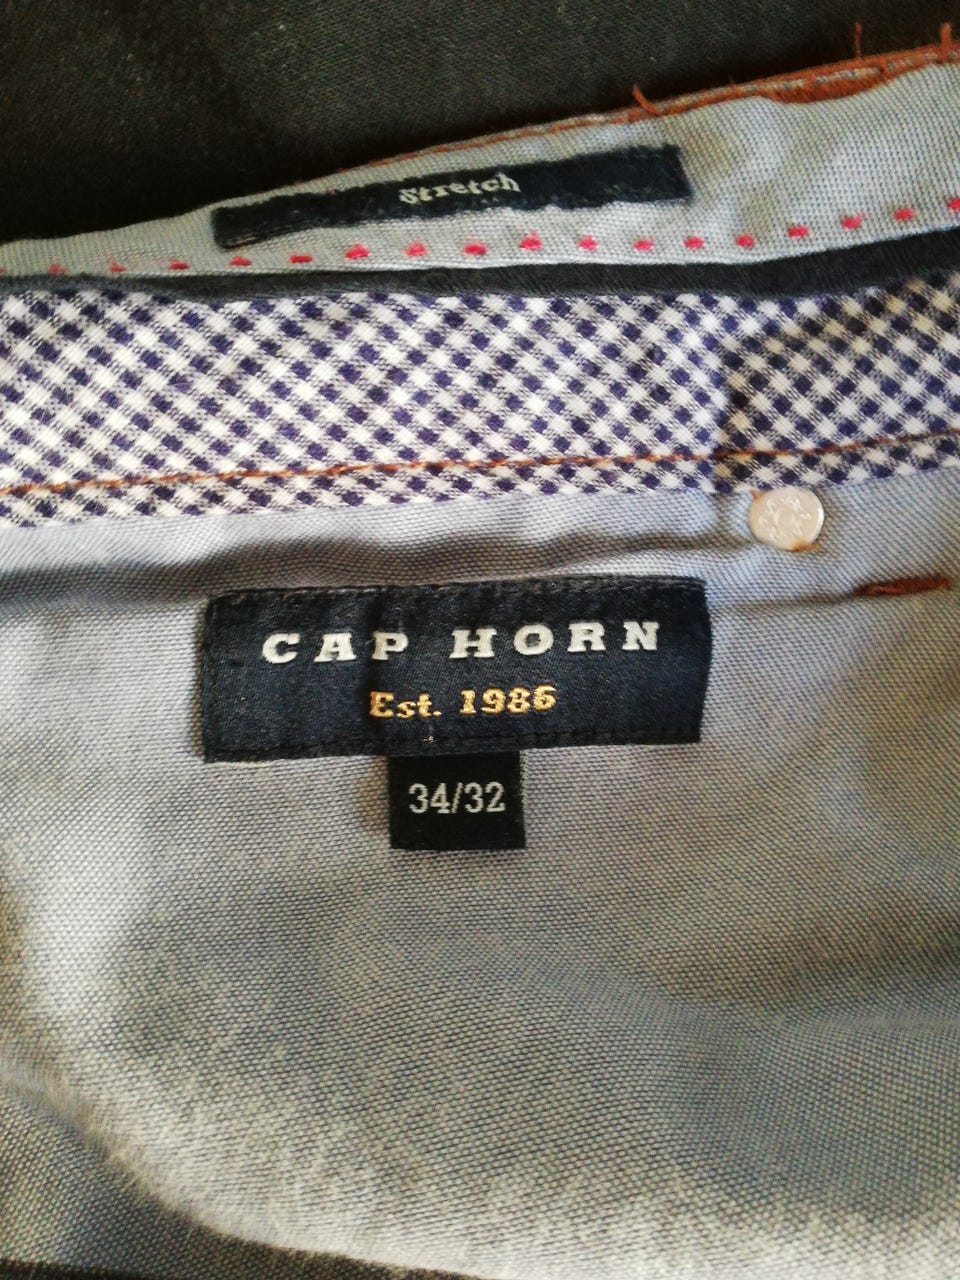 Stretch
CAP HORN
Est. 1986
34/32